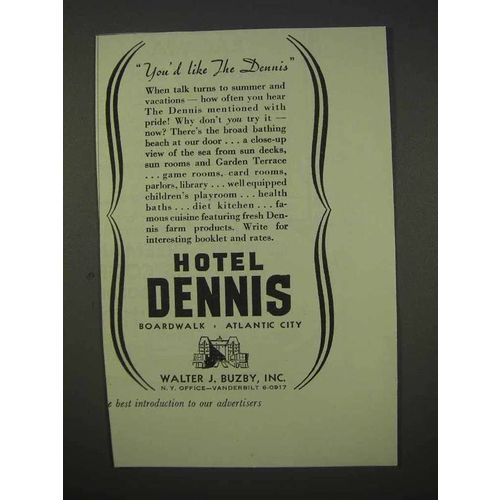 "You'd like The Dennis"
When talk turns to summer and
vacations — how often you hear
The Dennis mentioned with
pride! Why don't you try it —
now? There's the broad bathing
beach at our door . . . a close-up
view of the sea from sun decks,
sun rooms and Garden Terrace
. . . game rooms, card rooms,
parlors, library . . . well equipped
children's playroom . . . health
baths . . . diet kitchen . . . fa-
mous cuisine featuring fresh Den-
nis farm products. Write for
interesting booklet and rates.
HOTEL
DENNIS
BOARDWALK · ATLANTIC CITY
WALTER J. BUZBY, INC.
N. Y. OFFICE—VANDERBILT 6-0917
e best introduction to our advertisers